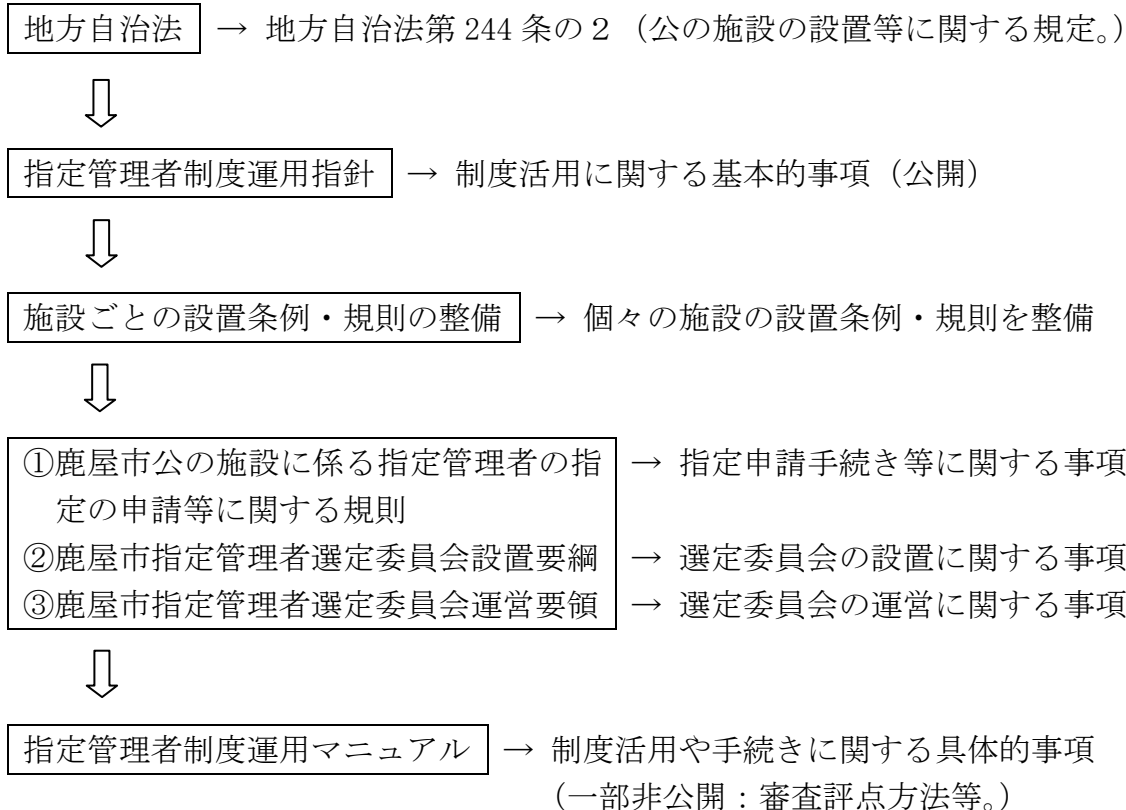 地方自治法 → 地方自治法第 244 条の２（公の施設の設置等に関する規定。）
⇩
指定管理者制度運用指針 → 制度活用に関する基本的事項（公開）
⇩
施設ごとの設置条例・規則の整備 → 個々の施設の設置条例・規則を整備
⇩
①鹿屋市公の施設に係る指定管理者の指 → 指定申請手続き等に関する事項
定の申請等に関する規則
②鹿屋市指定管理者選定委員会設置要綱 → 選定委員会の設置に関する事項
③鹿屋市指定管理者選定委員会運営要領 → 選定委員会の運営に関する事項
⇩
指定管理者制度運用マニュアル → 制度活用や手続きに関する具体的事項
（一部非公開：審査評点方法等。）